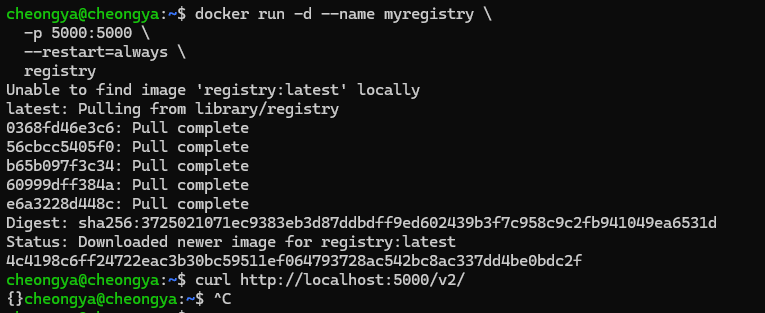 cheongya@cheongya:~$ docker run -d --name myregistry \
  -p 5000:5000 \
  --restart=always \
  registry
Unable to find image 'registry:latest' locally
latest: Pulling from library/registry
0368fd46e3c6: Pull complete
56cbcc5405f0: Pull complete
b65b097f3c34: Pull complete
60999dff384a: Pull complete
e6a3228d448c: Pull complete
Digest: sha256:3725021071ec9383eb3d87ddbdff9ed602439b3f7c958c9c2fb941049ea6531d
Status: Downloaded newer image for registry:latest
4c4198c6ff24722eac3b30bc59511ef064793728ac542bc8ac337dd4be0bdc2f
cheongya@cheongya:~$ curl http://localhost:5000/v2/
{}cheongya@cheongya:~$ ^C